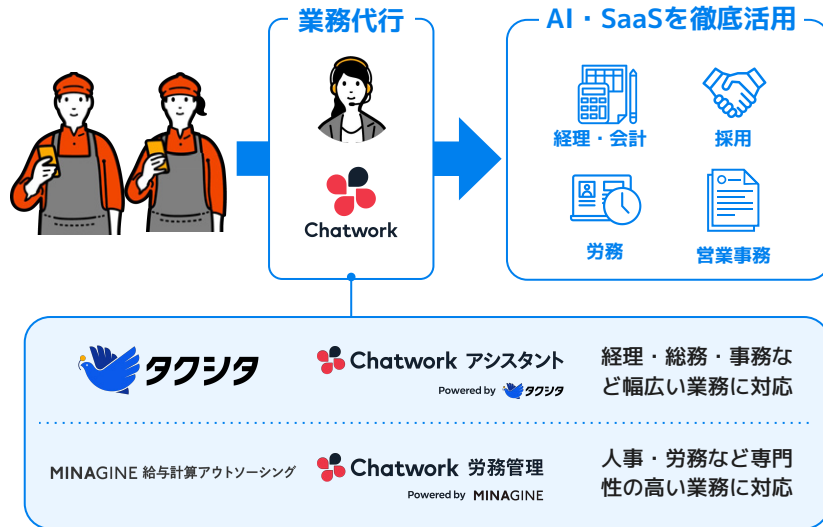 業務代行
AI・SaaSを徹底活用
経理・会計
採用
Chatwork
労務
営業事務
タクシタ
Chatwork アシスタント
Powered by タクシタ
経理・総務・事務な
ど幅広い業務に対応
MINAGINE 給与計算アウトソーシング
Chatwork 労務管理
Powered by MINAGINE
人事・労務など専門
性の高い業務に対応